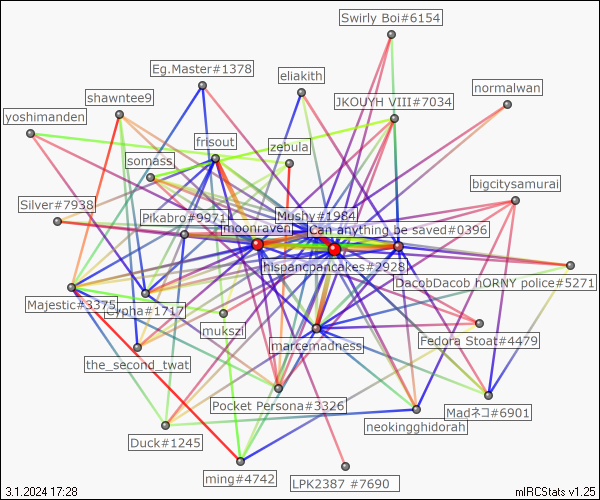 Swirly Boi#6154
Eg.Master#1378
eliakith
normalwan
shawntee9
JKOUYH VIII#7034
yoshimanden
frisout
zebula
somass
bigcitysamurai
Silver#7938
Pikabro#9971
Mushy#1984
moonraven
Can anything be saved#0396
hispancpancakes#2928
DacobDacob hORNY police#5271
Majestic#3375
Cypha#1717
mukszi
marcemadness
Fedora Stoat#4479
the_second_twat
Pocket Persona#3326
Madネコ#6901
neokingghidorah
Duck#1245
ming#4742
LPK2387 #7690
3.1.2024 17:28
mIRCStats v1.25